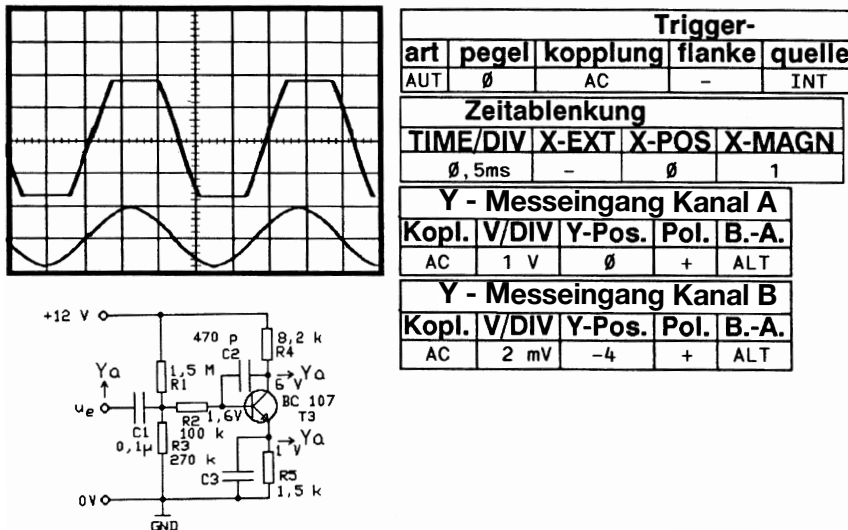 Trigger-
art pegel kopplung flanke quelle
AUT Ø AC – INT
Zeitablenkung
TIME/DIV X-EXT X-POS X-MAGN
Ø,5ms – Ø 1
Y - Messeingang Kanal A
Kopl. V/DIV Y-Pos. Pol. B.-A.
AC 1 V Ø + ALT
Y - Messeingang Kanal B
Kopl. V/DIV Y-Pos. Pol. B.-A.
AC 2 mV -4 + ALT
+12 V
470 p
C2
8,2 k
R4
1,5 M
R1
Ya
6 V
Ya
BC 107
T3
ue
C1
0,1µ
R2
100 k
1,6V
R3
270 k
Ya
1 V
C3
R5
1,5 k
0V
GND